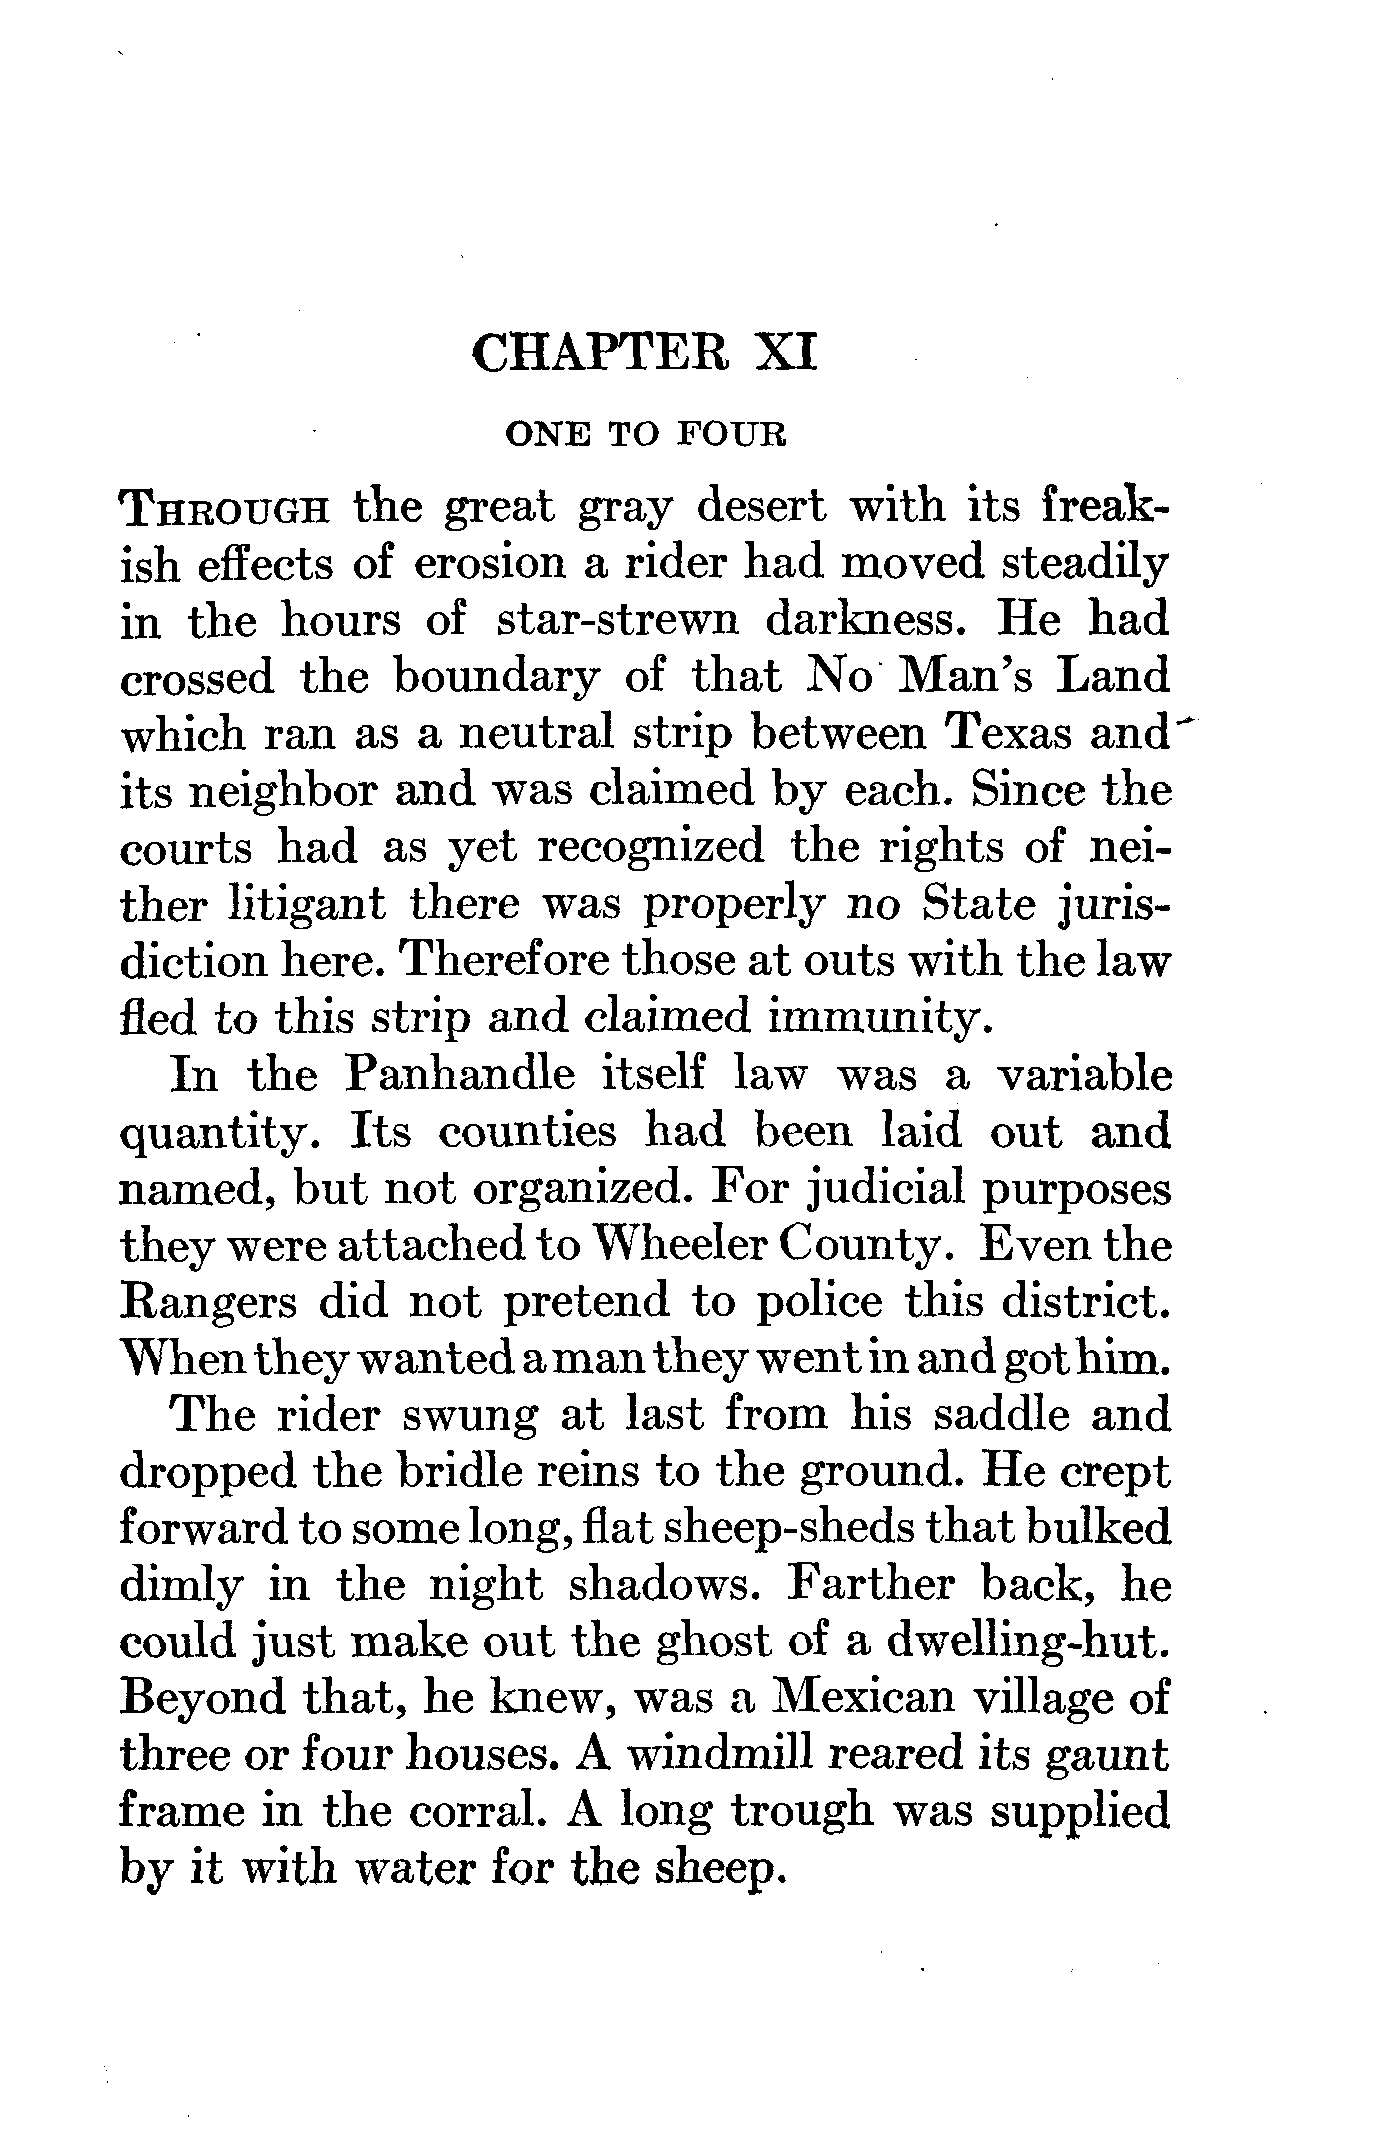 CHAPTER XI
ONE TO FOUR
THROUGH the great gray desert with its freak-
ish effects of erosion a rider had moved steadily
in the hours of star-strewn darkness. He had
crossed the boundary of that No Man's Land
which ran as a neutral strip between Texas and
its neighbor and was claimed by each. Since the
courts had as yet recognized the rights of nei-
ther litigant there was properly no State juris-
diction here. Therefore those at outs with the law
fled to this strip and claimed immunity.
In the Panhandle itself law was a variable
quantity. Its counties had been laid out and
named, but not organized. For judicial purposes
they were attached to Wheeler County. Even the
Rangers did not pretend to police this district.
When they wanted a man they went in and got him.
The rider swung at last from his saddle and
dropped the bridle reins to the ground. He crept
forward to some long, flat sheep-sheds that bulked
dimly in the night shadows. Farther back, he
could just make out the ghost of a dwelling-hut.
Beyond that, he knew, was a Mexican village of
three or four houses. A windmill reared its gaunt
frame in the corral. A long trough was supplied
by it with water for the sheep.